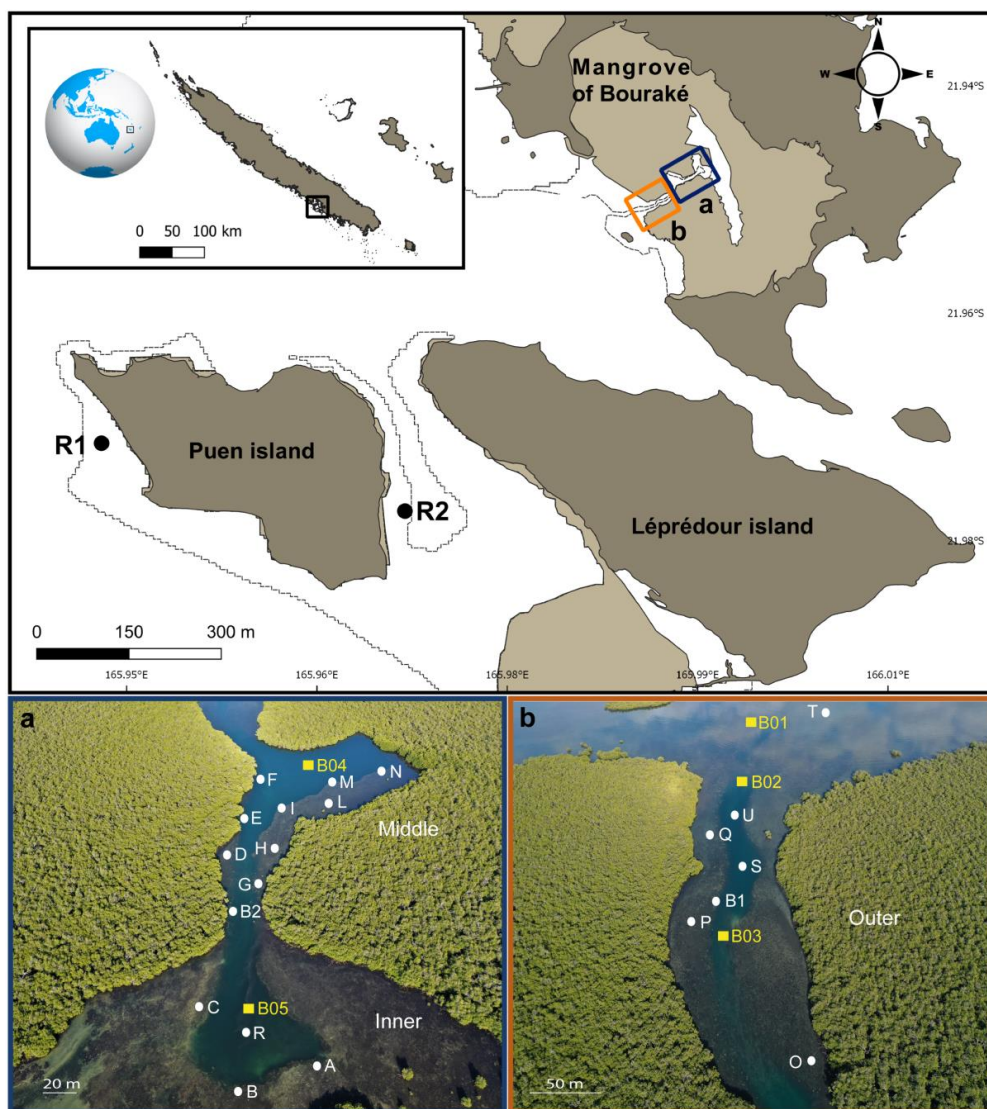 Mangrove
of Bouraké
N
W
E
S
21.94°S
0
50
100 km
a
b
21.96°S
R1
Puen island
R2
Léprédour island
21.98°S
0
150
300 m
165.95°E
165.96°E
165.98°E
165.99°E
166.01°E
a
B04
N
F
M
I
L
E
Middle
D
H
G
B2
C
B05
Inner
R
A
20 m
B
b
T
B01
B02
U
Q
S
B1
Outer
P
B03
O
50 m